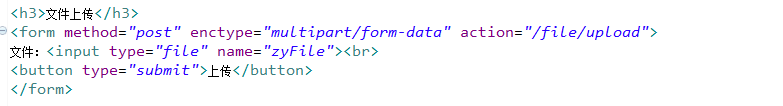 <h3>文件上传</h3>
<form method="post" enctype="multipart/form-data" action="/file/upload">
文件：<input type="file" name="zyFile"><br>
<button type="submit">上传</button>
</form>